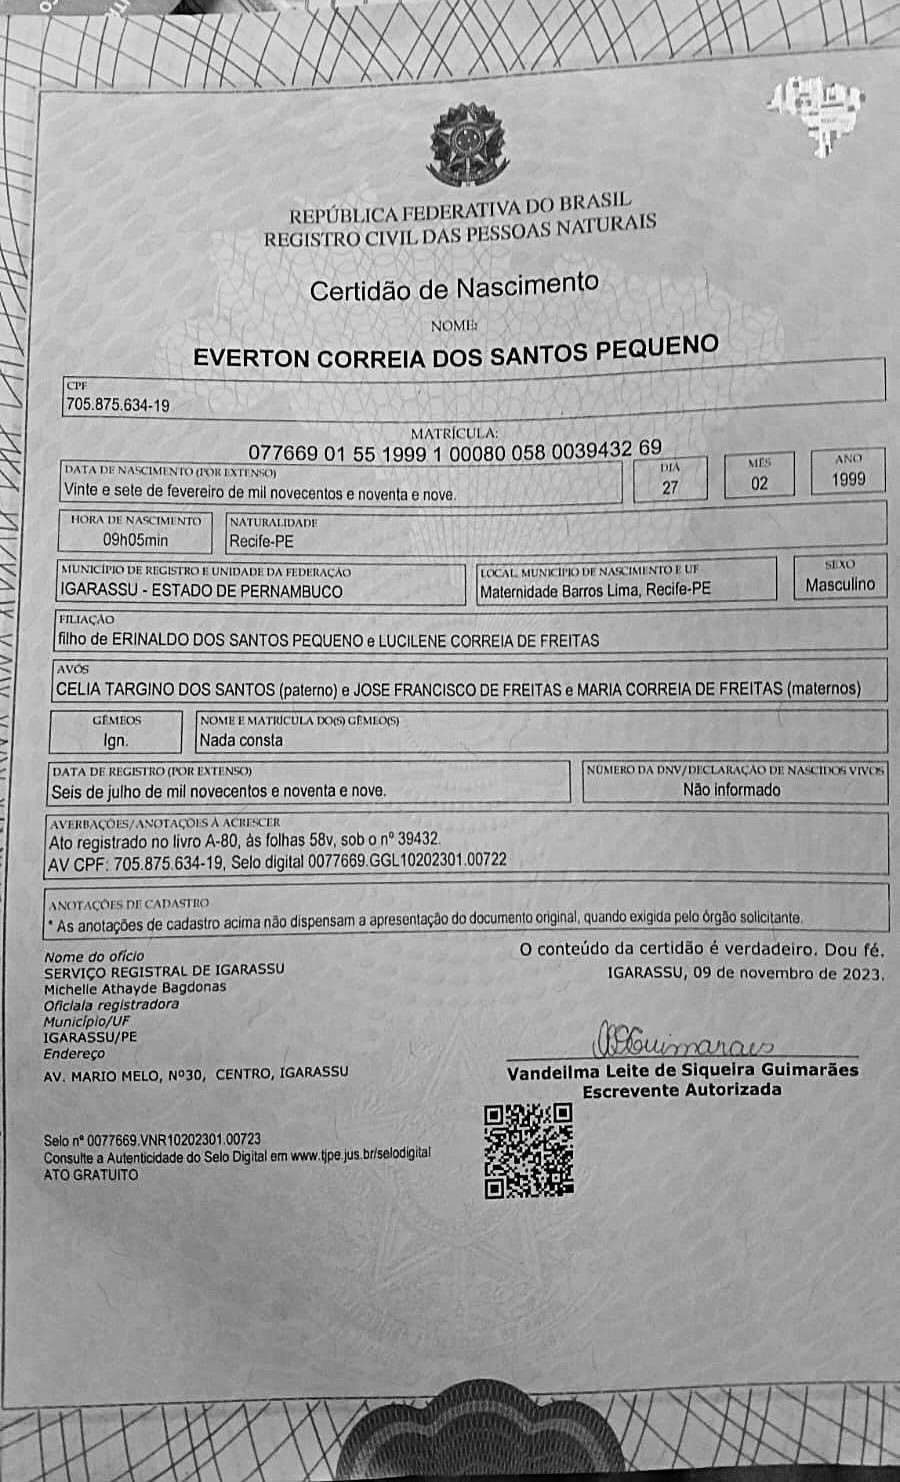 REPÚBLICA FEDERATIVA DO BRASIL
REGISTRO CIVIL DAS PESSOAS NATURAIS
Certidão de Nascimento
NOME:
EVERTON CORREIA DOS SANTOS PEQUENO
CPF
705.875.634-19
MATRÍCULA:
077669 01 55 1999 1 00080 058 0039432 69
DATA DE NASCIMENTO (POR EXTENSO)
Vinte e sete de fevereiro de mil novecentos e noventa e nove.
DIA
27
MÊS
02
ANO
1999
HORA DE NASCIMENTO
09h05min
NATURALIDADE
Recife-PE
MUNICÍPIO DE REGISTRO E UNIDADE DA FEDERAÇÃO
IGARASSU - ESTADO DE PERNAMBUCO
LOCAL, MUNICÍPIO DE NASCIMENTO E UF
Maternidade Barros Lima, Recife-PE
SEXO
Masculino
FILIAÇÃO
filho de ERINALDO DOS SANTOS PEQUENO e LUCILENE CORREIA DE FREITAS
AVÓS
CELIA TARGINO DOS SANTOS (paterno) e JOSE FRANCISCO DE FREITAS e MARIA CORREIA DE FREITAS (maternos)
GÊMEOS
Ign.
NOME E MATRÍCULA DO(S) GÊMEO(S)
Nada consta
DATA DE REGISTRO (POR EXTENSO)
Seis de julho de mil novecentos e noventa e nove.
NÚMERO DA DNV/DECLARAÇÃO DE NASCIDOS VIVOS
Não informado
AVERBAÇÕES/ANOTAÇÕES À ACRESCER
Ato registrado no livro A-80, às folhas 58v, sob o nº 39432.
AV CPF: 705.875.634-19, Selo digital 0077669.GGL10202301.00722
ANOTAÇÕES DE CADASTRO
* As anotações de cadastro acima não dispensam a apresentação do documento original, quando exigida pelo órgão solicitante.
Nome do ofício
SERVIÇO REGISTRAL DE IGARASSU
Michelle Athayde Bagdonas
Oficiala registradora
Município/UF
IGARASSU/PE
Endereço
AV. MARIO MELO, Nº30, CENTRO, IGARASSU
O conteúdo da certidão é verdadeiro. Dou fé.
IGARASSU, 09 de novembro de 2023.
Guimaraes
Vandeilma Leite de Siqueira Guimarães
Escrevente Autorizada
Selo nº 0077669.VNR10202301.00723
Consulte a Autenticidade do Selo Digital em www.tjpe.jus.br/selodigital
ATO GRATUITO